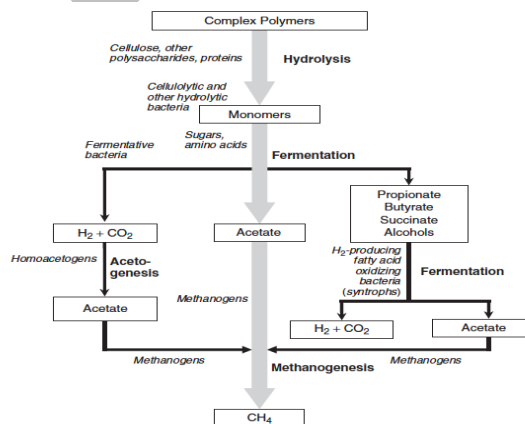 Complex Polymers
Cellulose, other
polysaccharides, proteins
Hydrolysis
Cellulolytic and
other hydrolytic
bacteria
Monomers
Sugars,
amino acids
Fermentative
bacteria
Fermentation
Propionate
Butyrate
Succinate
Alcohols
H₂ + CO₂
Acetate
Homoacetogens
Aceto-
genesis
H₂-producing
fatty acid
oxidizing
bacteria
(syntrophs)
Fermentation
Methanogens
Acetate
H₂ + CO₂
Acetate
Methanogens
Methanogens
Methanogenesis
CH₄